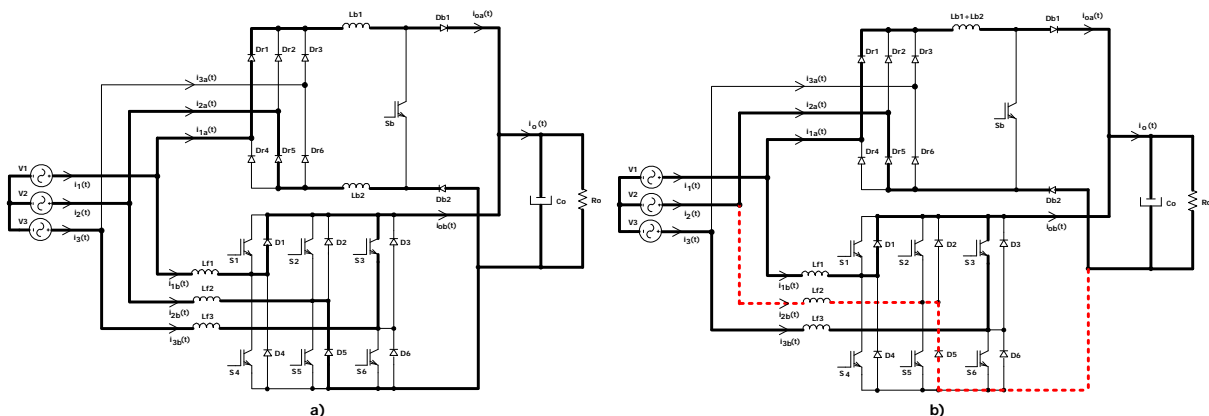 Lb1 Db1 ioa(t)
Dr1 Dr2 Dr3
i3a(t)
i2a(t)
Sb
i1a(t)
io(t)
Dr4 Dr5 Dr6
V1
i1(t)
Lb2 Db2
V2
i2(t)
iob(t)
Co Ro
V3
i3(t)
S1 D1 S2 D2 S3 D3
Lf1
i1b(t)
Lf2
i2b(t)
Lf3
i3b(t)
S4 D4 S5 D5 S6 D6
a)
Lb1+Lb2 Db1 ioa(t)
Dr1 Dr2 Dr3
i3a(t)
i2a(t)
Sb
i1a(t)
io(t)
Dr4 Dr5 Dr6
V1
i1(t)
Db2
V2
i2(t)
iob(t)
Co Ro
V3
i3(t)
S1 D1 S2 D2 S3 D3
Lf1
i1b(t)
Lf2
i2b(t)
Lf3
i3b(t)
S4 D4 S5 D5 S6 D6
b)